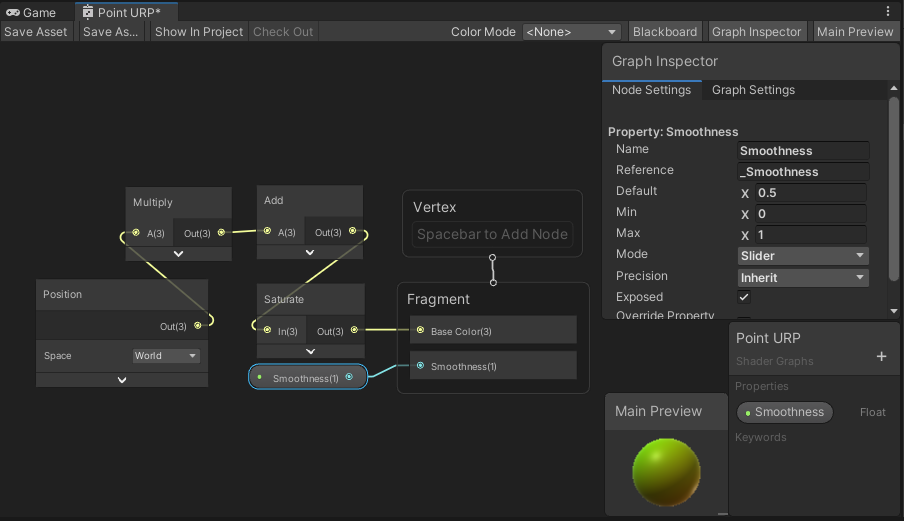 Game
Point URP*
Save Asset
Save As...
Show In Project
Check Out
Color Mode
<None>
Blackboard
Graph Inspector
Main Preview
Graph Inspector
Node Settings
Graph Settings
Property: Smoothness
Name
Smoothness
Reference
_Smoothness
Default
X 0.5
Min
X 0
Max
X 1
Mode
Slider
Precision
Inherit
Exposed
Override Property
Multiply
A(3)
Out(3)
Add
A(3)
Out(3)
Vertex
Spacebar to Add Node
Position
Out(3)
Space
World
Saturate
In(3)
Out(3)
Smoothness(1)
Fragment
Base Color(3)
Smoothness(1)
Main Preview
Point URP
Shader Graphs
+
Properties
Smoothness
Float
Keywords